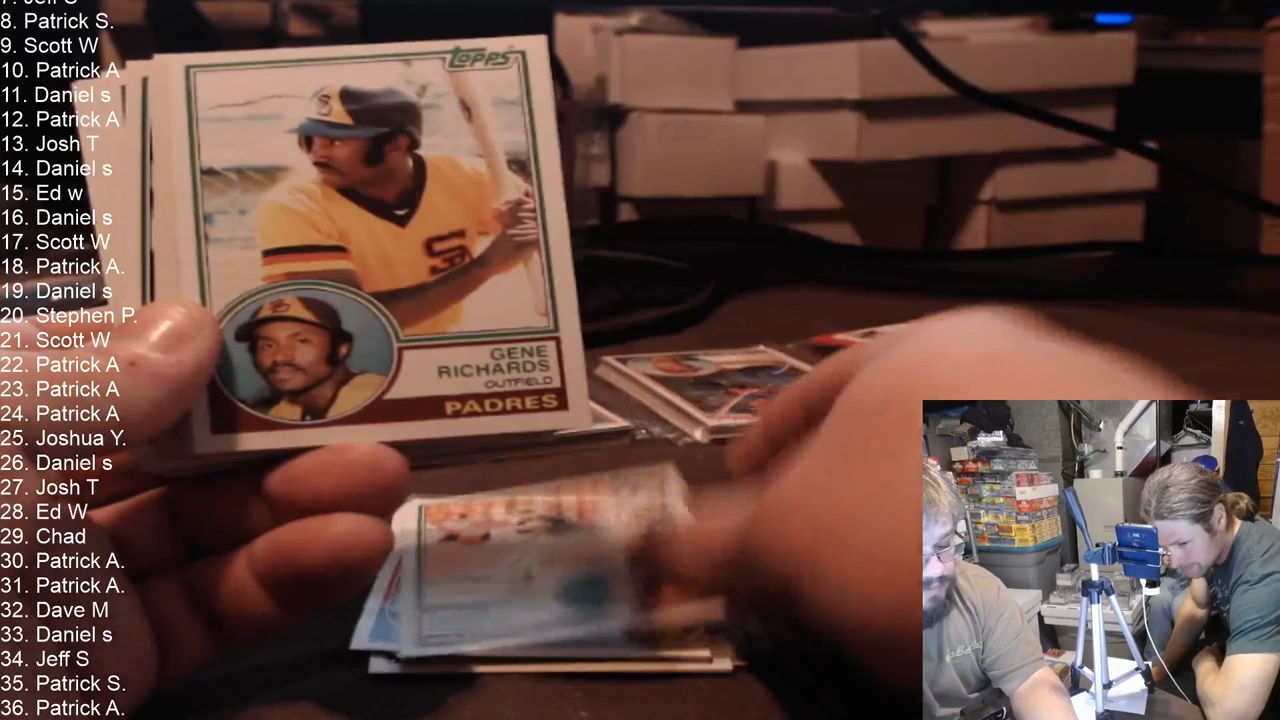 7. Jeff S
8. Patrick S.
9. Scott W
10. Patrick A
11. Daniel s
12. Patrick A
13. Josh T
14. Daniel s
15. Ed w
16. Daniel s
17. Scott W
18. Patrick A.
19. Daniel s
20. Stephen P.
21. Scott W
22. Patrick A
23. Patrick A
24. Patrick A
25. Joshua Y.
26. Daniel s
27. Josh T
28. Ed W
29. Chad
30. Patrick A.
31. Patrick A.
32. Dave M
33. Daniel s
34. Jeff S
35. Patrick S.
36. Patrick A.
TOPPS
S
SD
GENE
RICHARDS
OUTFIELD
PADRES